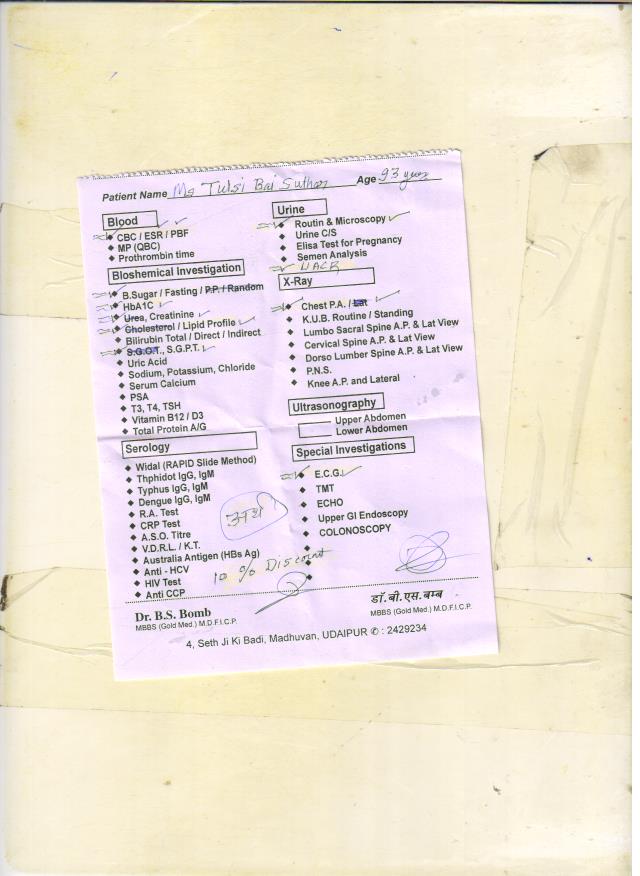 Patient Name Ms Tulsi Bai Suthar Age 93 years
Blood
CBC / ESR / PBF
MP (QBC)
Prothrombin time
Bloshemical Investigation
B.Sugar / Fasting / P.P. / Random
HbA1C
Urea, Creatinine
Cholesterol / Lipid Profile
Bilirubin Total / Direct / Indirect
S.G.O.T., S.G.P.T.
Uric Acid
Sodium, Potassium, Chloride
Serum Calcium
PSA
T3, T4, TSH
Vitamin B12 / D3
Total Protein A/G
Serology
Widal (RAPID Slide Method)
Thphidot IgG, IgM
Typhus IgG, IgM
Dengue IgG, IgM
R.A. Test
CRP Test
A.S.O. Titre
V.D.R.L. / K.T.
Australia Antigen (HBs Ag)
Anti - HCV
HIV Test
Anti CCP
Urine
Routin & Microscopy
Urine C/S
Elisa Test for Pregnancy
Semen Analysis
UACR
X-Ray
Chest P.A. / Lat
K.U.B. Routine / Standing
Lumbo Sacral Spine A.P. & Lat View
Cervical Spine A.P. & Lat View
Dorso Lumber Spine A.P. & Lat View
P.N.S.
Knee A.P. and Lateral
Ultrasonography
Upper Abdomen
Lower Abdomen
Special Investigations
E.C.G.
TMT
ECHO
Upper GI Endoscopy
COLONOSCOPY
10 % Discount
Dr. B.S. Bomb
MBBS (Gold Med.) M.D.F.I.C.P.
डॉ. बी. एस. बम्ब
MBBS (Gold Med.) M.D.F.I.C.P.
4, Seth Ji Ki Badi, Madhuvan, UDAIPUR ✆ : 2429234